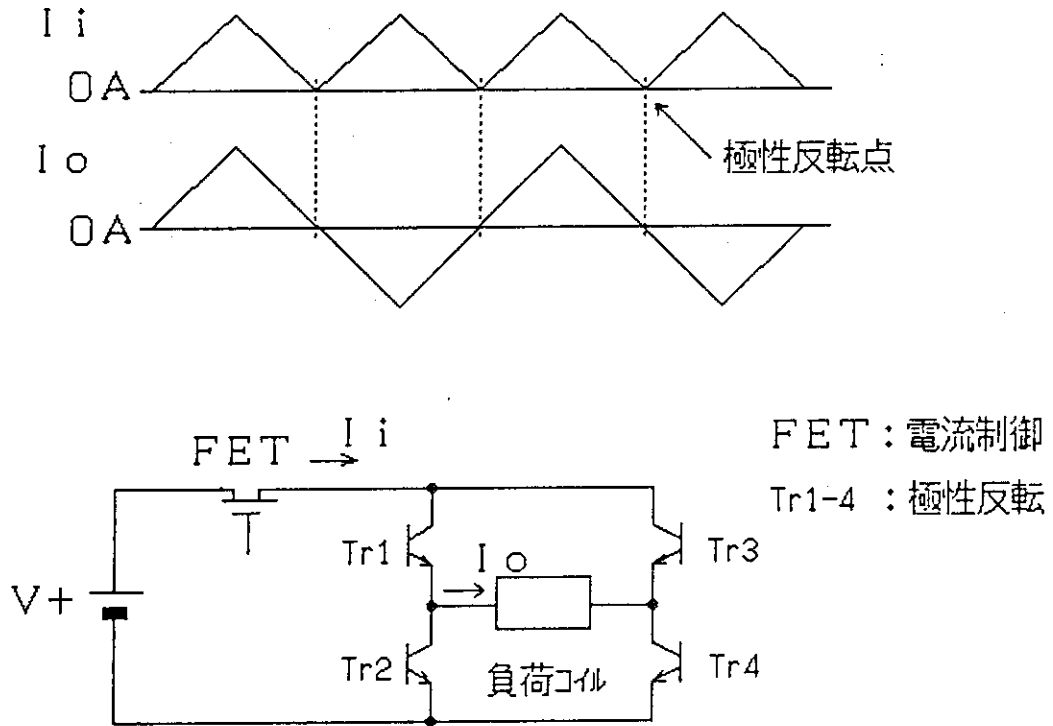 I i
0A
極性反転点
I o
0A
FET
I i
FET：電流制御
Tr1-4：極性反転
Tr1
I o
Tr3
V+
Tr2
負荷コイル
Tr4